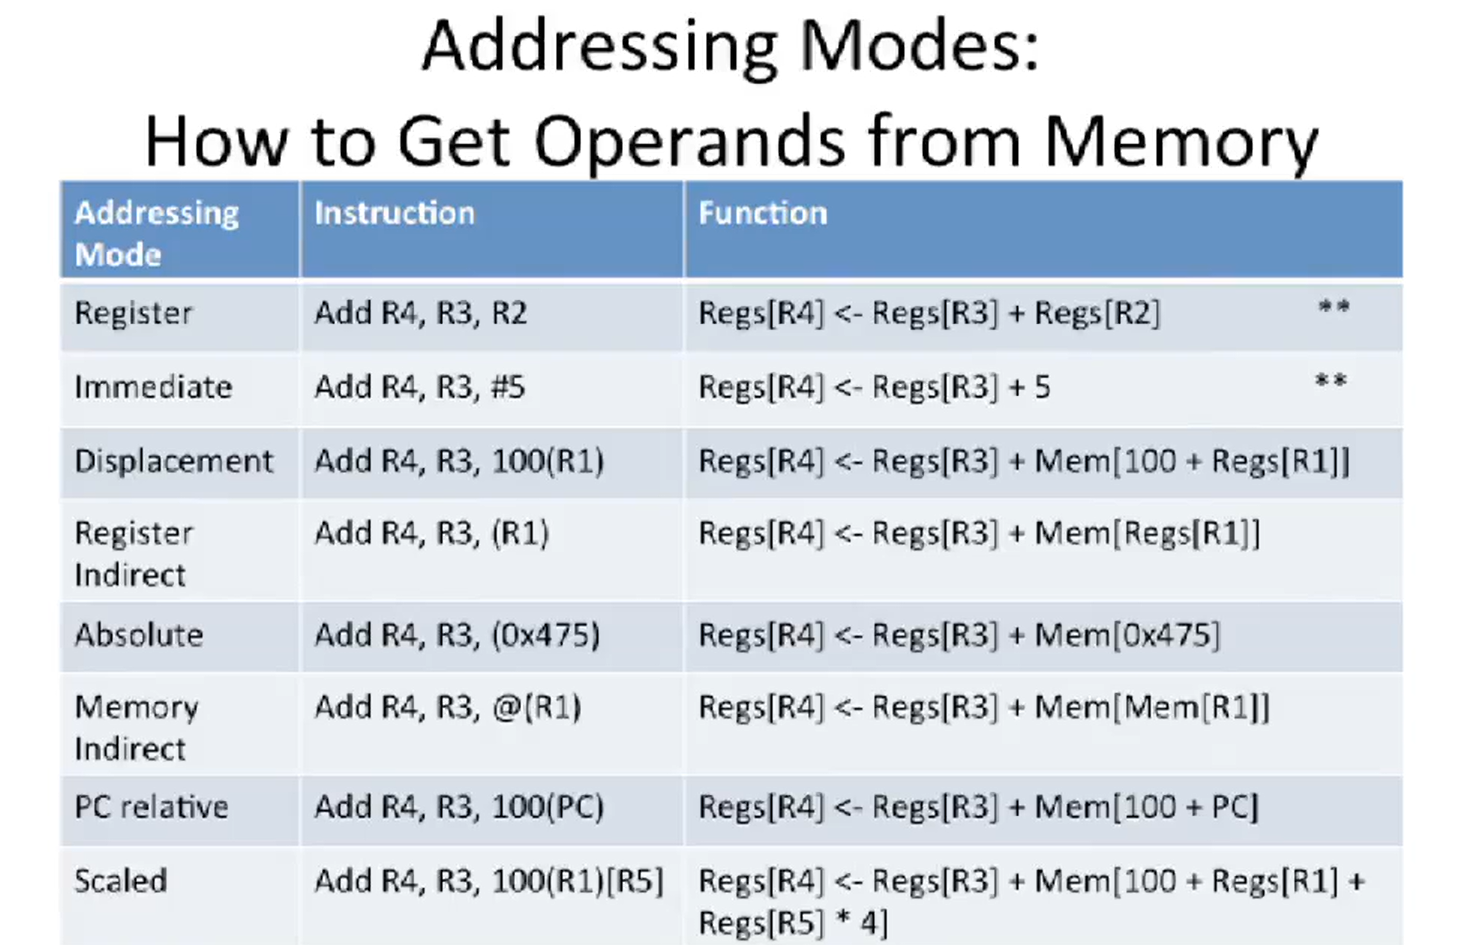 Addressing Modes:
How to Get Operands from Memory
Addressing Mode Instruction Function
Register Add R4, R3, R2 Regs[R4] <- Regs[R3] + Regs[R2] **
Immediate Add R4, R3, #5 Regs[R4] <- Regs[R3] + 5 **
Displacement Add R4, R3, 100(R1) Regs[R4] <- Regs[R3] + Mem[100 + Regs[R1]]
Register Indirect Add R4, R3, (R1) Regs[R4] <- Regs[R3] + Mem[Regs[R1]]
Absolute Add R4, R3, (0x475) Regs[R4] <- Regs[R3] + Mem[0x475]
Memory Indirect Add R4, R3, @(R1) Regs[R4] <- Regs[R3] + Mem[Mem[R1]]
PC relative Add R4, R3, 100(PC) Regs[R4] <- Regs[R3] + Mem[100 + PC]
Scaled Add R4, R3, 100(R1)[R5] Regs[R4] <- Regs[R3] + Mem[100 + Regs[R1] +
Regs[R5] * 4]